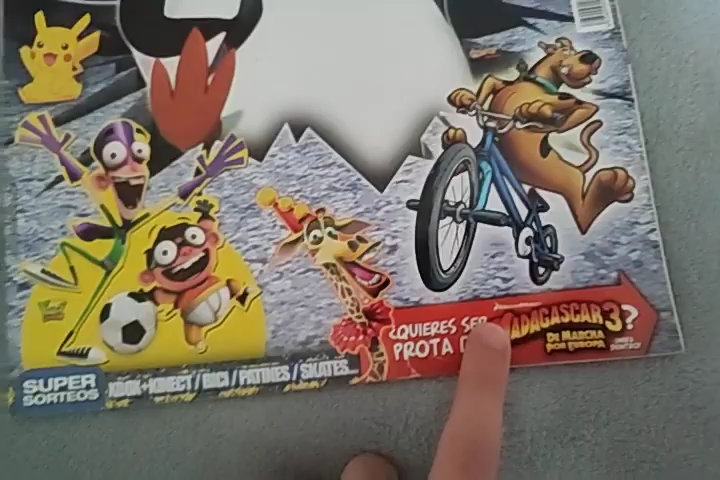 ¿QUIERES SER
PROTA
MADAGASCAR 3?
DE MARCHA
POR EUROPA
SUPER
SORTEOS
XBOX+KINECT / BICI / PATINES / SKATES...